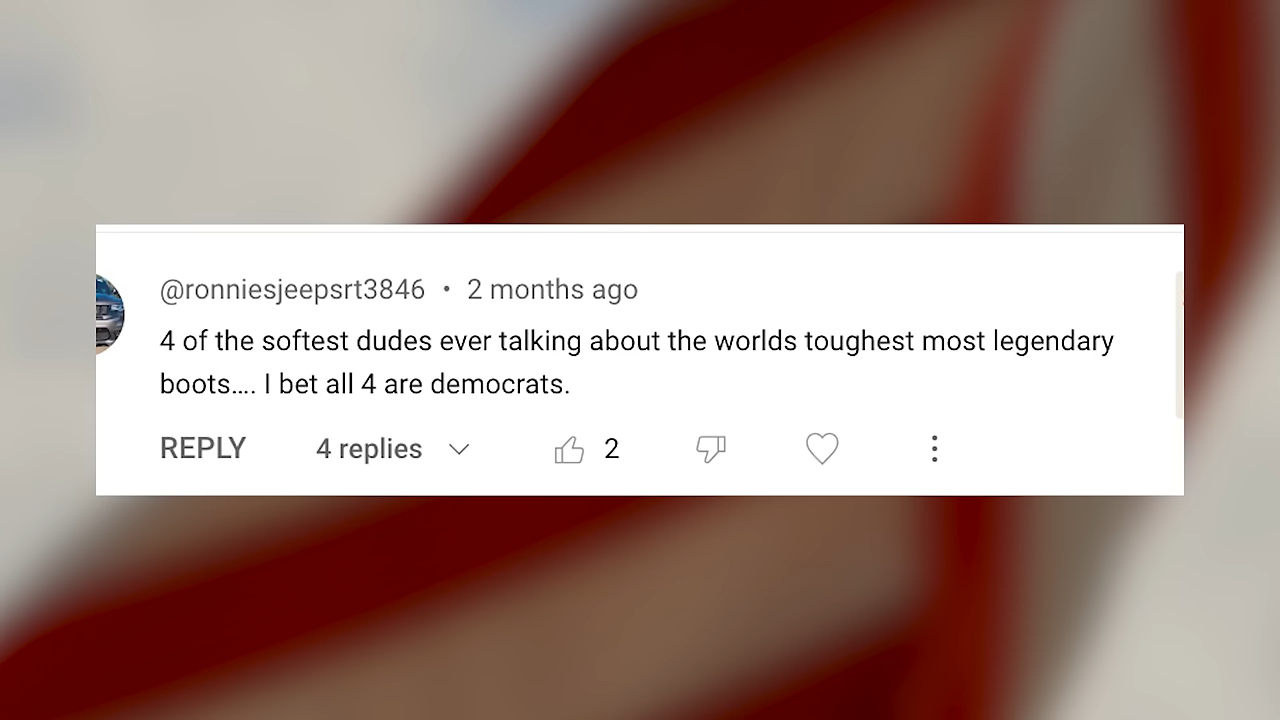 @ronniesjeepsrt3846 • 2 months ago
4 of the softest dudes ever talking about the worlds toughest most legendary
boots.... I bet all 4 are democrats.
REPLY 4 replies 2